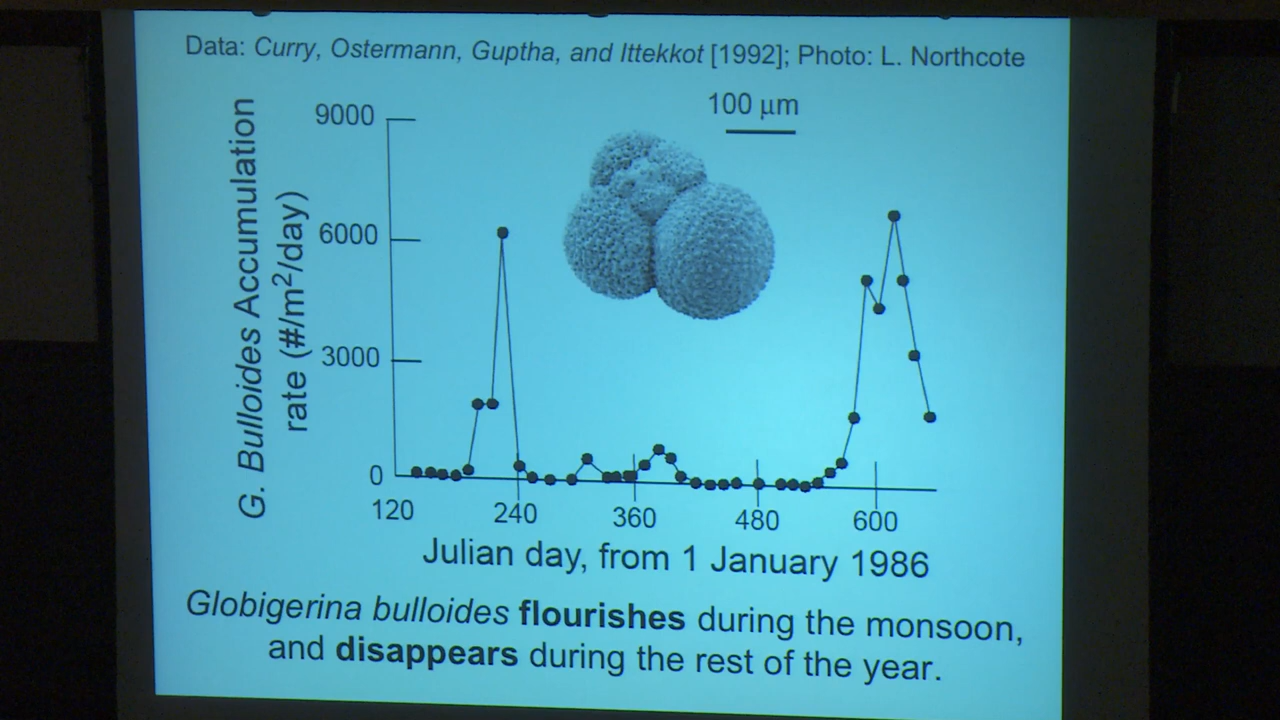 Data: Curry, Ostermann, Guptha, and Ittekkot [1992]; Photo: L. Northcote
100 μm
G. Bulloides Accumulation
rate (#/m²/day)
9000
6000
3000
0
120
240
360
480
600
Julian day, from 1 January 1986
Globigerina bulloides flourishes during the monsoon,
and disappears during the rest of the year.